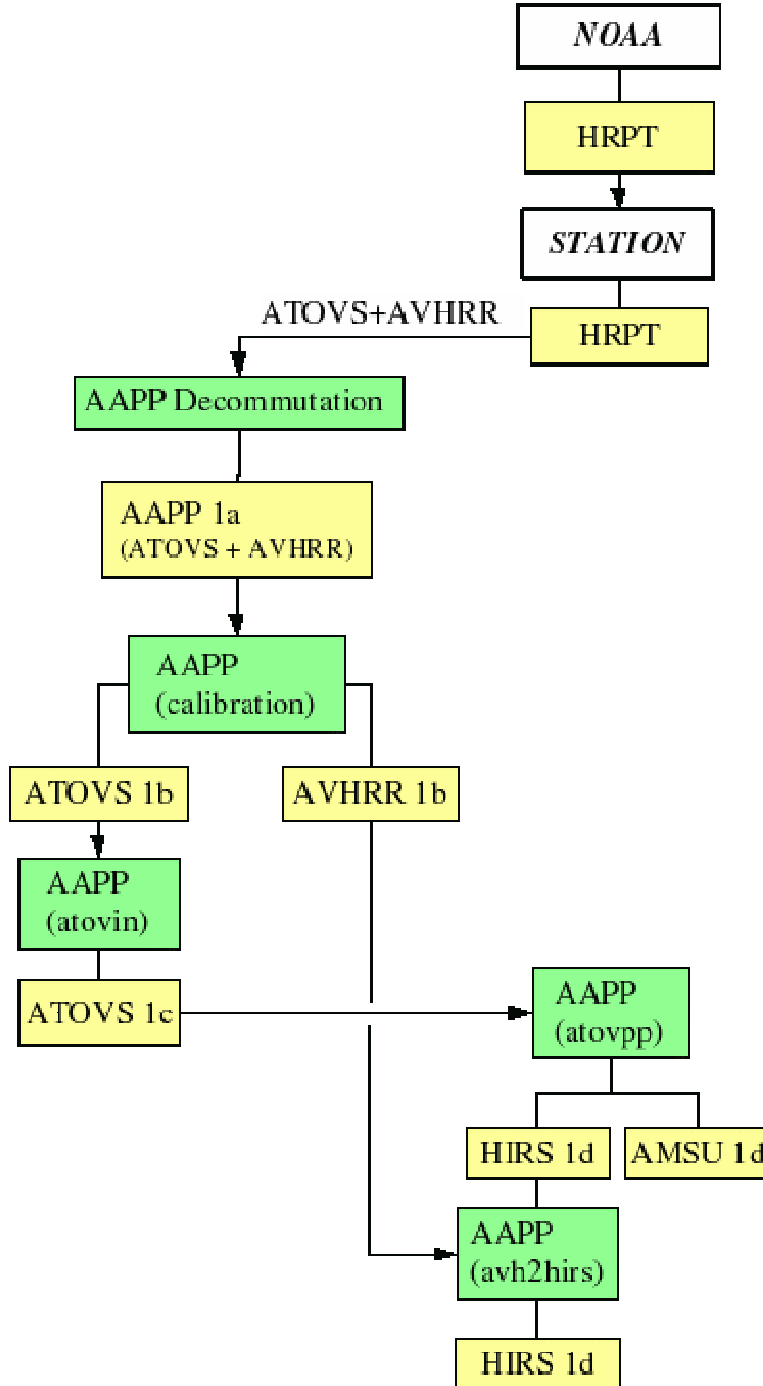 NOAA
HRPT
STATION
HRPT
ATOVS+AVHRR
AAPP Decommutation
AAPP 1a
(ATOVS + AVHRR)
AAPP
(calibration)
ATOVS 1b
AVHRR 1b
AAPP
(atovin)
ATOVS 1c
AAPP
(atovpp)
HIRS 1d
AMSU 1d
AAPP
(avh2hirs)
HIRS 1d